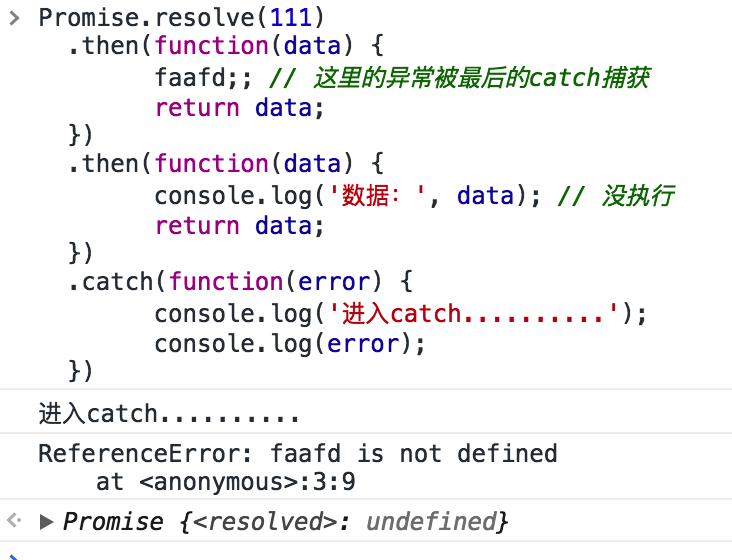 Promise.resolve(111)
.then(function(data) {
faafd;; // 这里的异常被最后的catch捕获
return data;
})
.then(function(data) {
console.log('数据：', data); // 没执行
return data;
})
.catch(function(error) {
console.log('进入catch..........');
console.log(error);
})
进入catch..........
ReferenceError: faafd is not defined
at <anonymous>:3:9
Promise {<resolved>: undefined}